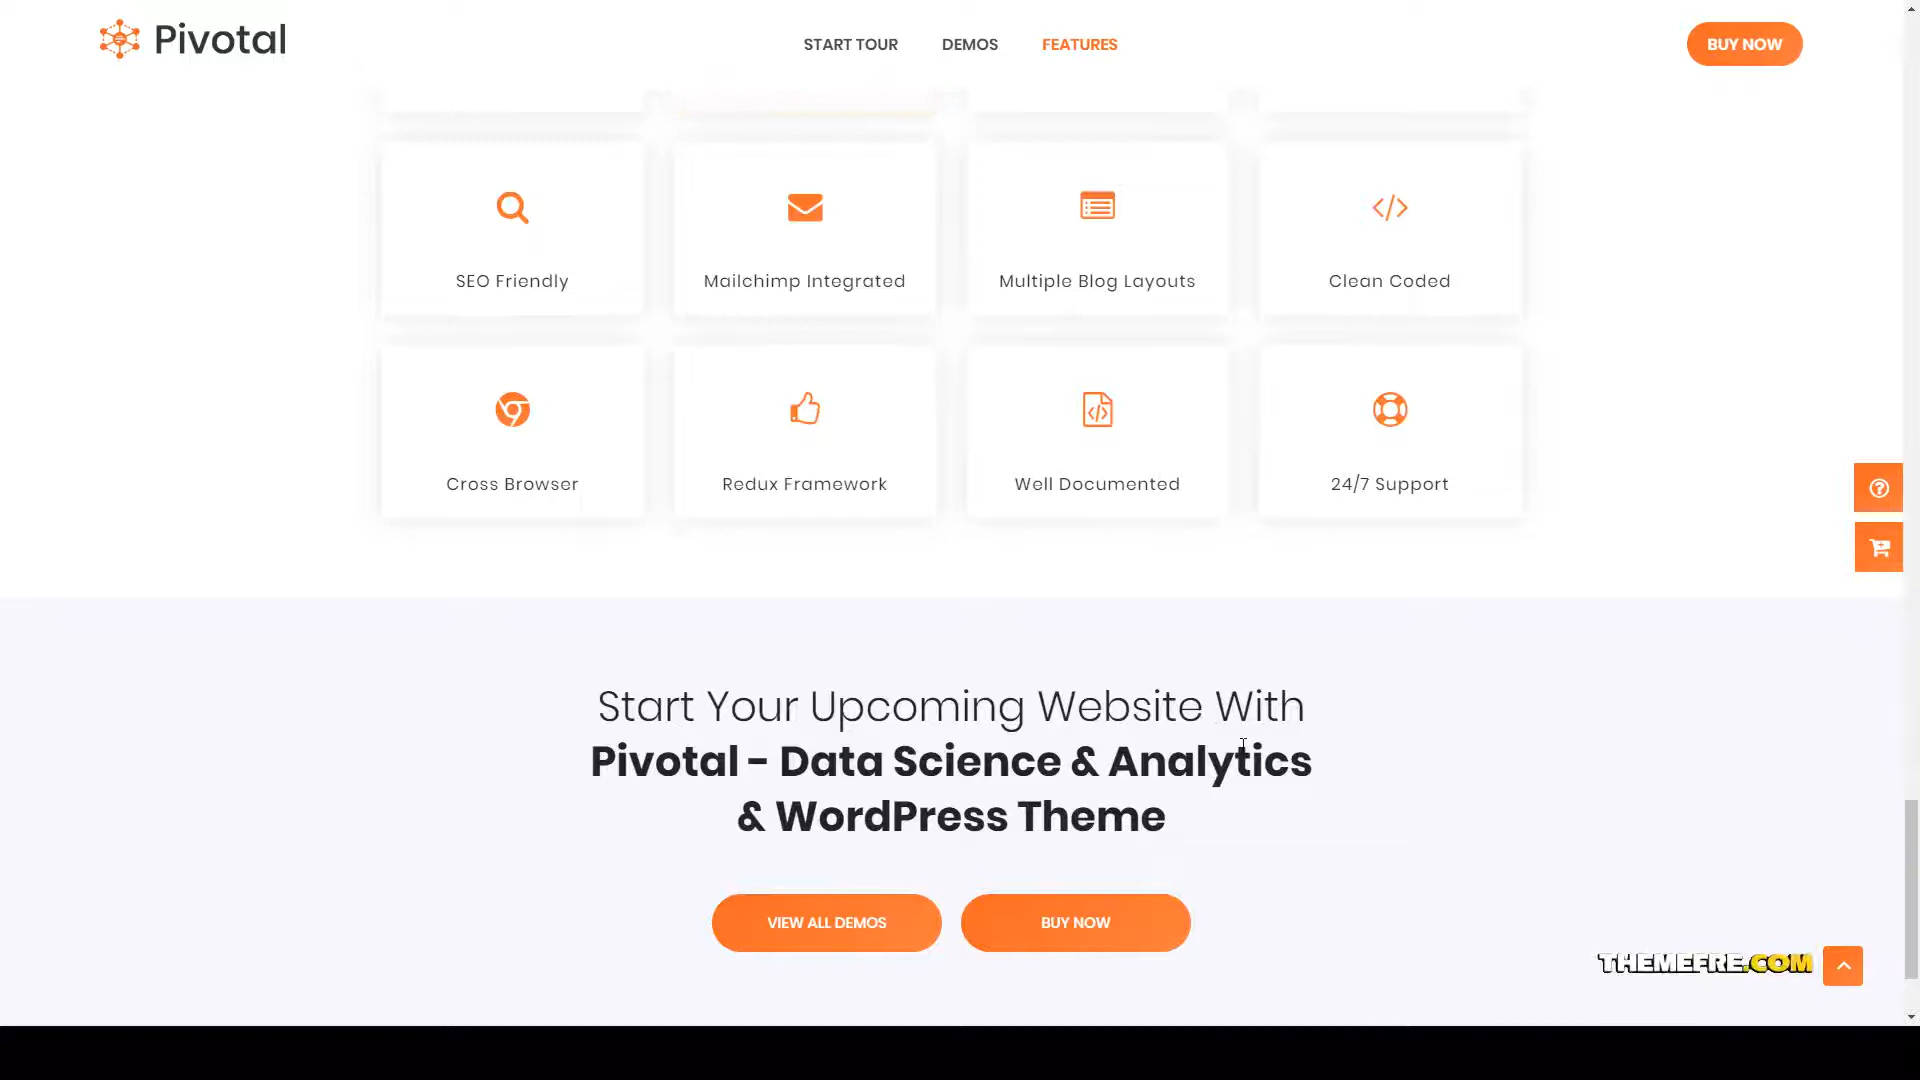 Pivotal
START TOUR
DEMOS
FEATURES
BUY NOW
SEO Friendly
Mailchimp Integrated
Multiple Blog Layouts
Clean Coded
Cross Browser
Redux Framework
Well Documented
24/7 Support
Start Your Upcoming Website With
Pivotal - Data Science & Analytics
& WordPress Theme
VIEW ALL DEMOS
BUY NOW
THEMEFRE.COM